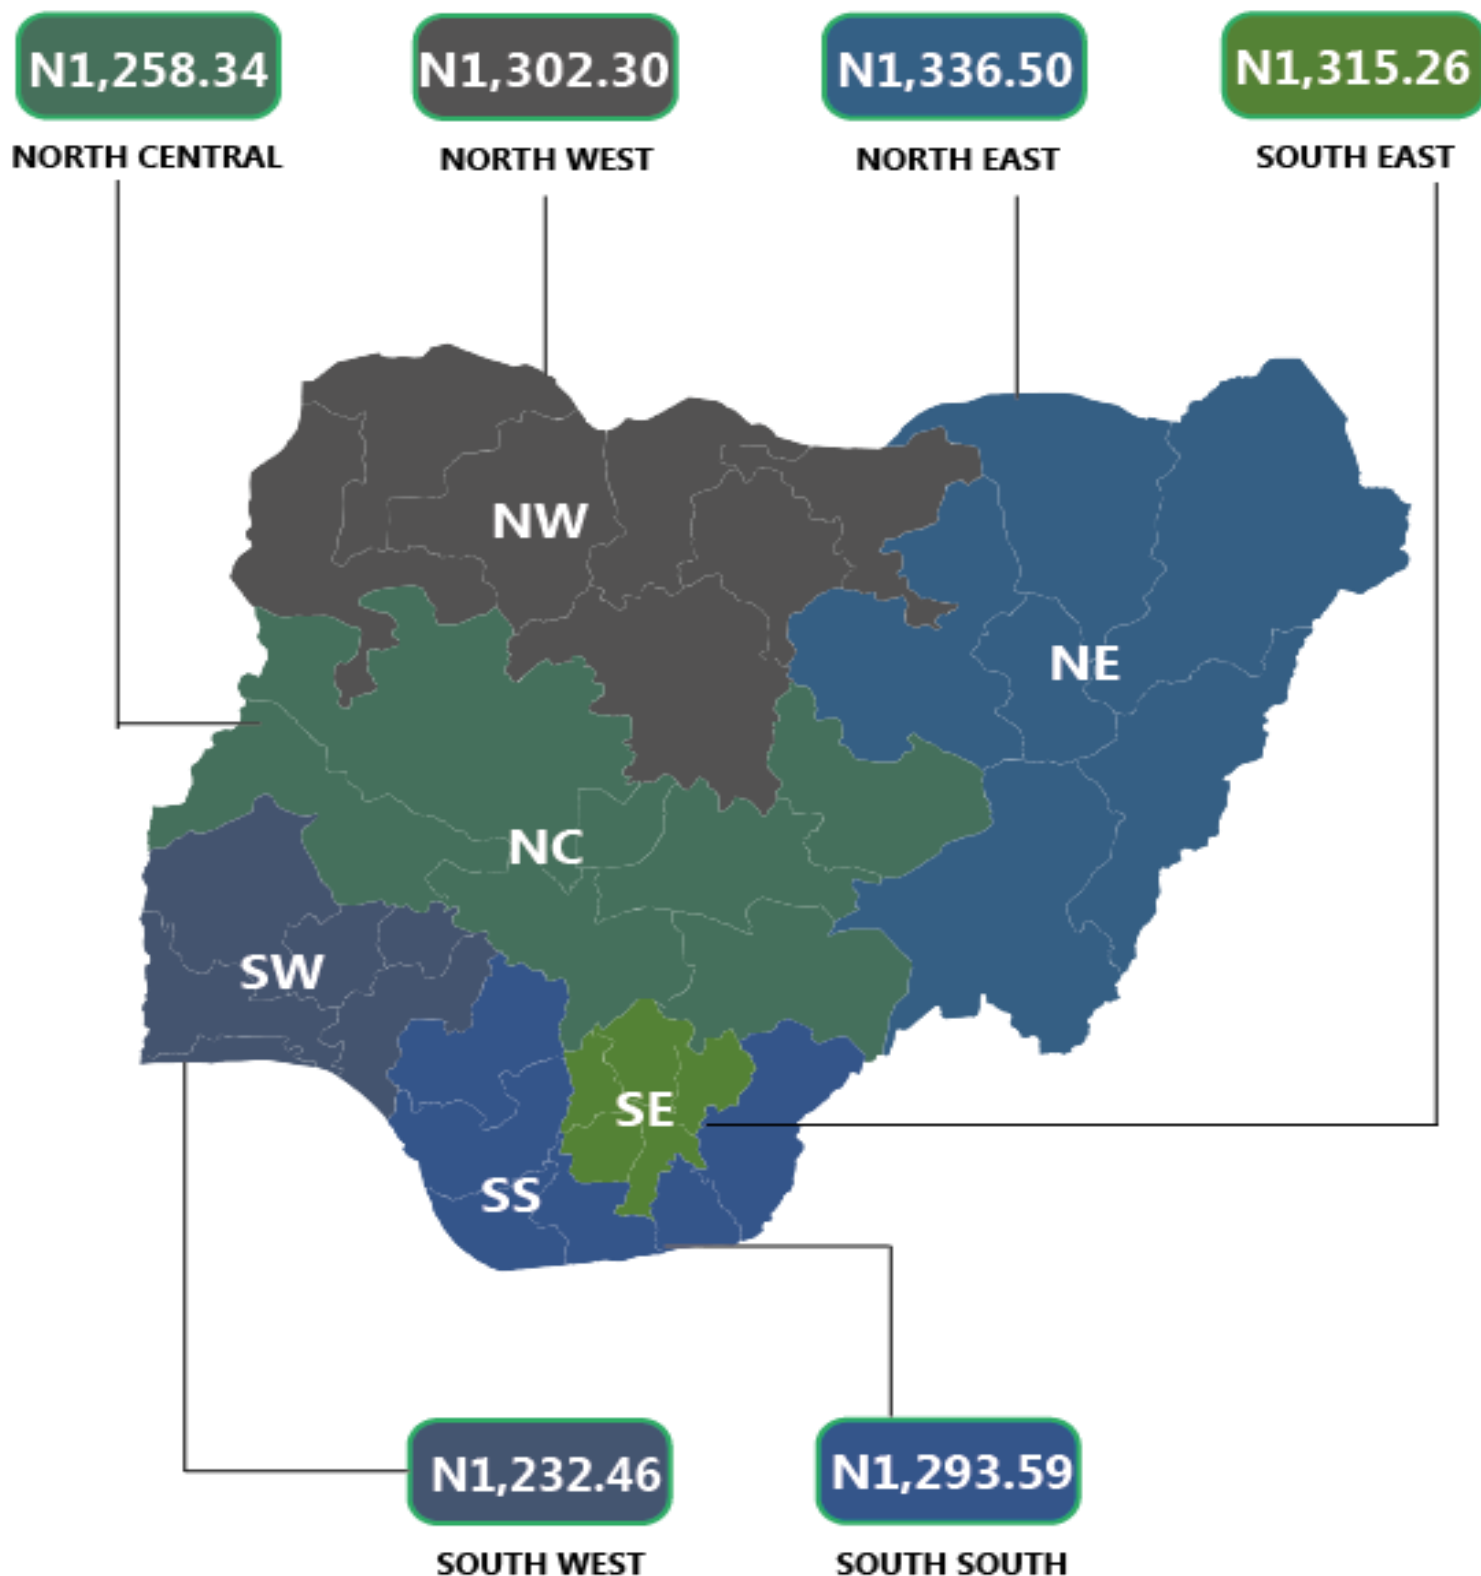 N1,258.34
NORTH CENTRAL
N1,302.30
NORTH WEST
N1,336.50
NORTH EAST
N1,315.26
SOUTH EAST
NW
NE
NC
SW
SE
SS
N1,232.46
SOUTH WEST
N1,293.59
SOUTH SOUTH